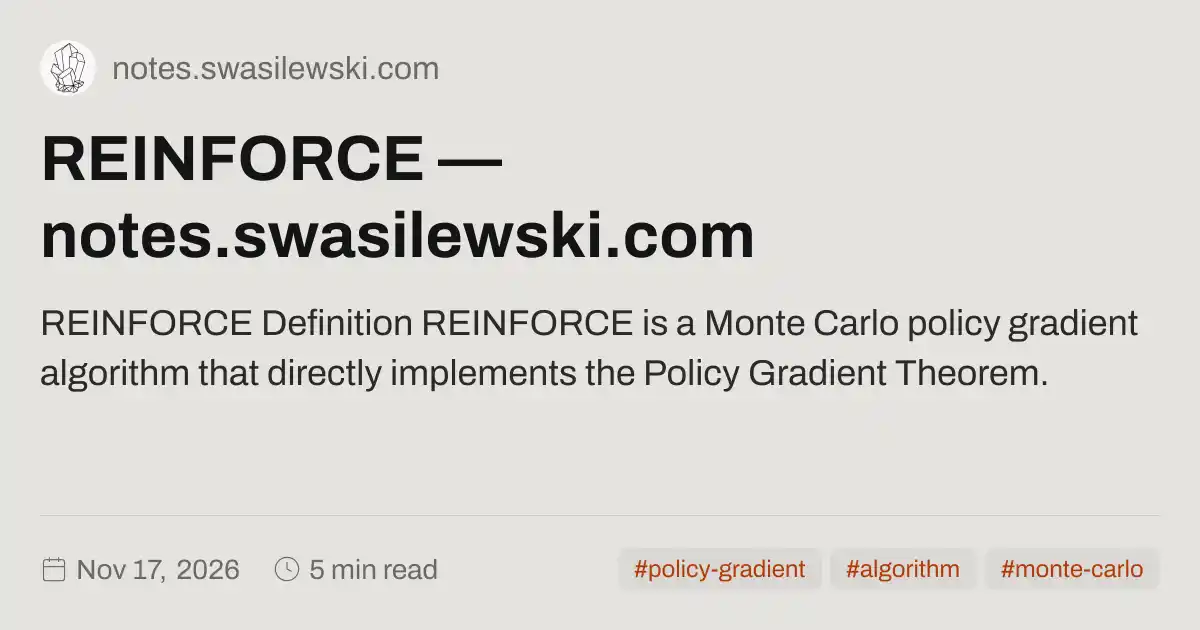 notes.swasilewski.com
REINFORCE —
notes.swasilewski.com
REINFORCE Definition REINFORCE is a Monte Carlo policy gradient
algorithm that directly implements the Policy Gradient Theorem.
Nov 17, 2026 5 min read #policy-gradient #algorithm #monte-carlo